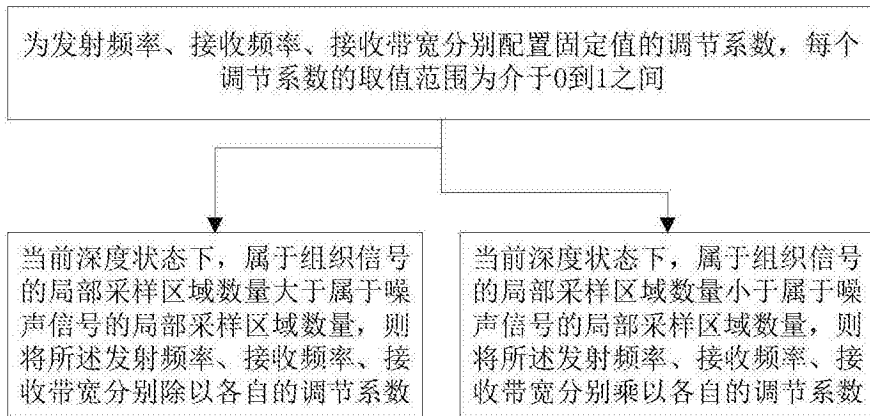 为发射频率、接收频率、接收带宽分别配置固定值的调节系数，每个
调节系数的取值范围为介于0到1之间
当前深度状态下，属于组织信号
的局部采样区域数量大于属于噪
声信号的局部采样区域数量，则
将所述发射频率、接收频率、接
收带宽分别除以各自的调节系数
当前深度状态下，属于组织信号
的局部采样区域数量小于属于噪
声信号的局部采样区域数量，则
将所述发射频率、接收频率、接
收带宽分别乘以各自的调节系数